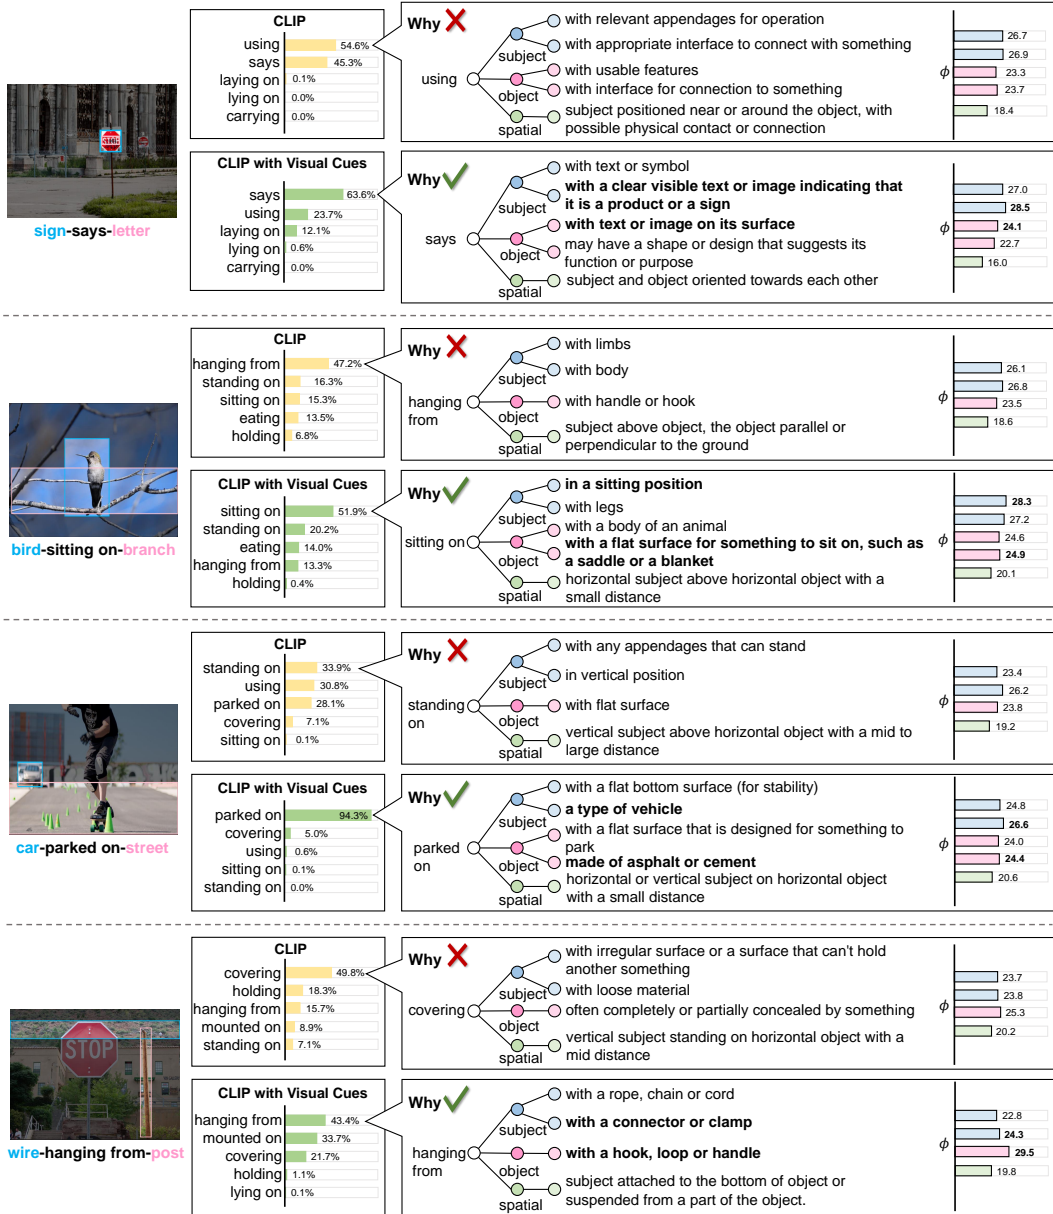 CLIP
using 54.6%
says 45.3%
laying on 0.1%
lying on 0.0%
carrying 0.0%
Why
using
subject
object
spatial
with relevant appendages for operation
with appropriate interface to connect with something
with usable features
with interface for connection to something
subject positioned near or around the object, with
possible physical contact or connection
ϕ
26.7
26.9
23.3
23.7
18.4
STOP
sign-says-letter
CLIP with Visual Cues
says 63.6%
using 23.7%
laying on 12.1%
lying on 0.6%
carrying 0.0%
Why
says
subject
object
spatial
with text or symbol
with a clear visible text or image indicating that
it is a product or a sign
with text or image on its surface
may have a shape or design that suggests its
function or purpose
subject and object oriented towards each other
ϕ
27.0
28.5
24.1
22.7
16.0
CLIP
hanging from 47.2%
standing on 16.3%
sitting on 15.3%
eating 13.5%
holding 6.8%
Why
hanging
from
subject
object
spatial
with limbs
with body
with handle or hook
subject above object, the object parallel or
perpendicular to the ground
ϕ
26.1
26.8
23.5
18.6
bird-sitting on-branch
CLIP with Visual Cues
sitting on 51.9%
standing on 20.2%
eating 14.0%
hanging from 13.3%
holding 0.4%
Why
sitting on
subject
object
spatial
in a sitting position
with legs
with a body of an animal
with a flat surface for something to sit on, such as
a saddle or a blanket
horizontal subject above horizontal object with a
small distance
ϕ
28.3
27.2
24.6
24.9
20.1
CLIP
standing on 33.9%
using 30.8%
parked on 28.1%
covering 7.1%
sitting on 0.1%
Why
standing
on
subject
object
spatial
with any appendages that can stand
in vertical position
with flat surface
vertical subject above horizontal object with a mid to
large distance
ϕ
23.4
26.2
23.8
19.2
car-parked on-street
CLIP with Visual Cues
parked on 94.3%
covering 5.0%
using 0.6%
sitting on 0.1%
standing on 0.0%
Why
parked
on
subject
object
spatial
with a flat bottom surface (for stability)
a type of vehicle
with a flat surface that is designed for something to
park
made of asphalt or cement
horizontal or vertical subject on horizontal object
with a small distance
ϕ
24.8
26.6
24.0
24.4
20.6
CLIP
covering 49.8%
holding 18.3%
hanging from 15.7%
mounted on 8.9%
standing on 7.1%
Why
covering
subject
object
spatial
with irregular surface or a surface that can't hold
another something
with loose material
often completely or partially concealed by something
vertical subject standing on horizontal object with a
mid distance
ϕ
23.7
23.8
25.3
20.2
STOP
wire-hanging from-post
CLIP with Visual Cues
hanging from 43.4%
mounted on 33.7%
covering 21.7%
holding 1.1%
lying on 0.1%
Why
hanging
from
subject
object
spatial
with a rope, chain or cord
with a connector or clamp
with a hook, loop or handle
subject attached to the bottom of object or
suspended from a part of the object.
ϕ
22.8
24.3
29.5
19.8